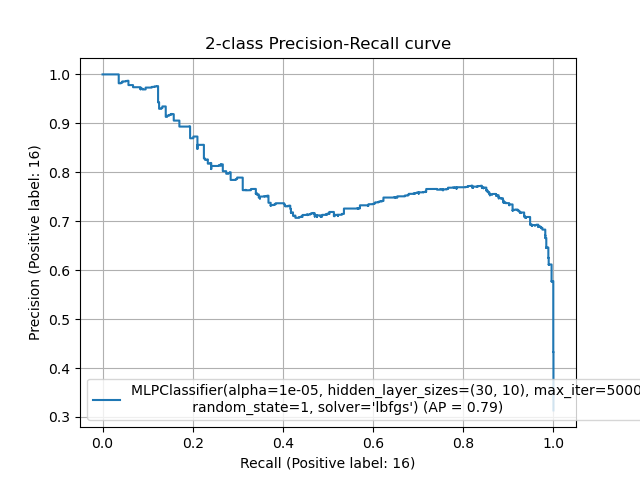 2-class Precision-Recall curve
Precision (Positive label: 16)
1.0
0.9
0.8
0.7
0.6
0.5
0.4
0.3
MLPClassifier(alpha=1e-05, hidden_layer_sizes=(30, 10), max_iter=5000
random_state=1, solver='lbfgs') (AP = 0.79)
0.0 0.2 0.4 0.6 0.8 1.0
Recall (Positive label: 16)